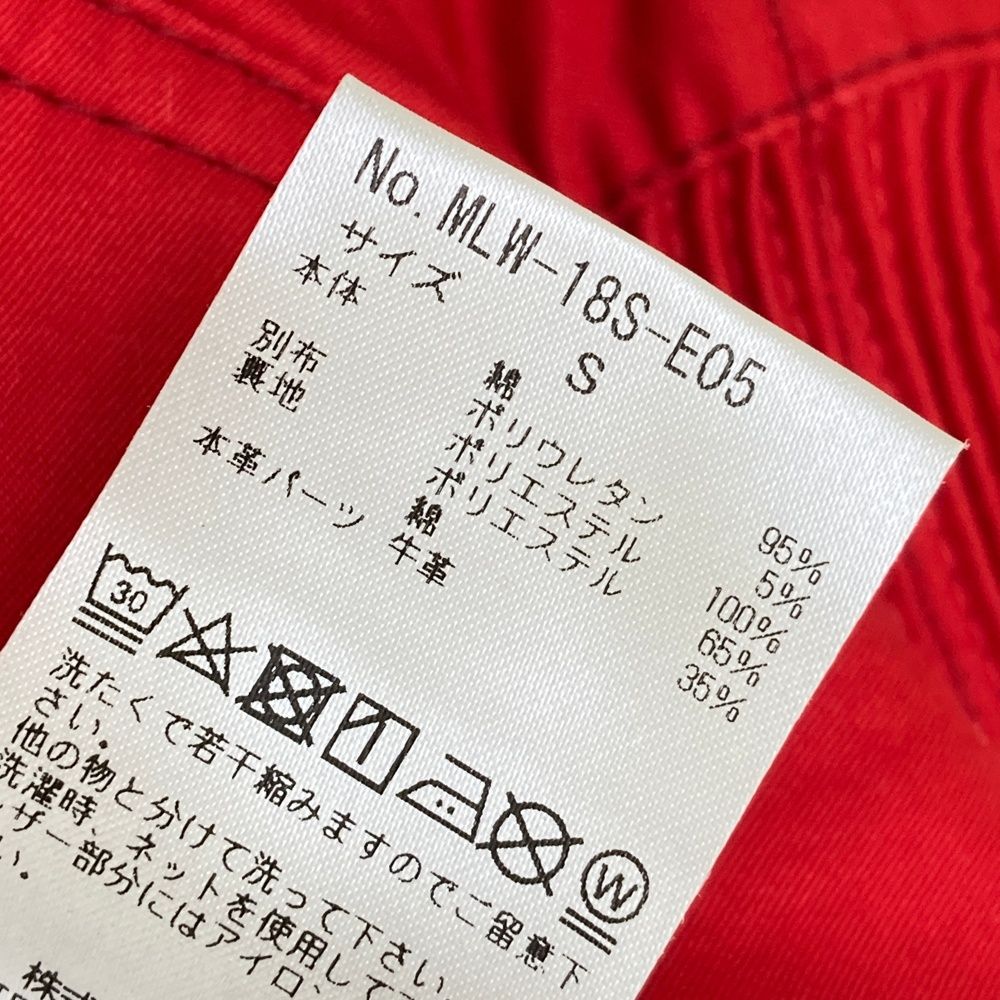 No. MLW-18S-E05
サイズ S
本体 綿 95%
ポリウレタン 5%
別布 ポリエステル 100%
裏地 ポリエステル 65%
綿 35%
本革パーツ 牛革
30
W
洗たくで若干縮みますのでご留意下
さい。
他の物と分けて洗って下さい
洗濯時、ネットを使用して
ザー部分にはアイロ
い。
株式